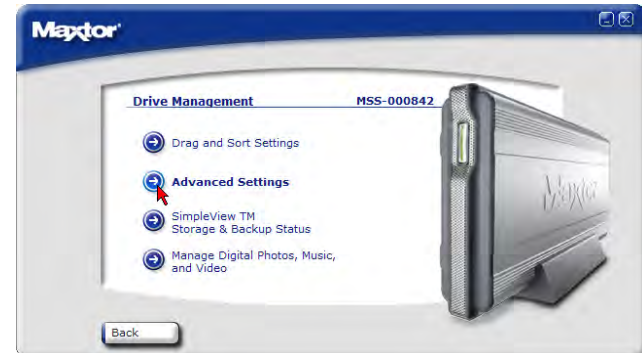 Maxtor
Drive Management MSS-000842
Drag and Sort Settings
Advanced Settings
SimpleView TM
Storage & Backup Status
Manage Digital Photos, Music,
and Video
Maxtor
Back